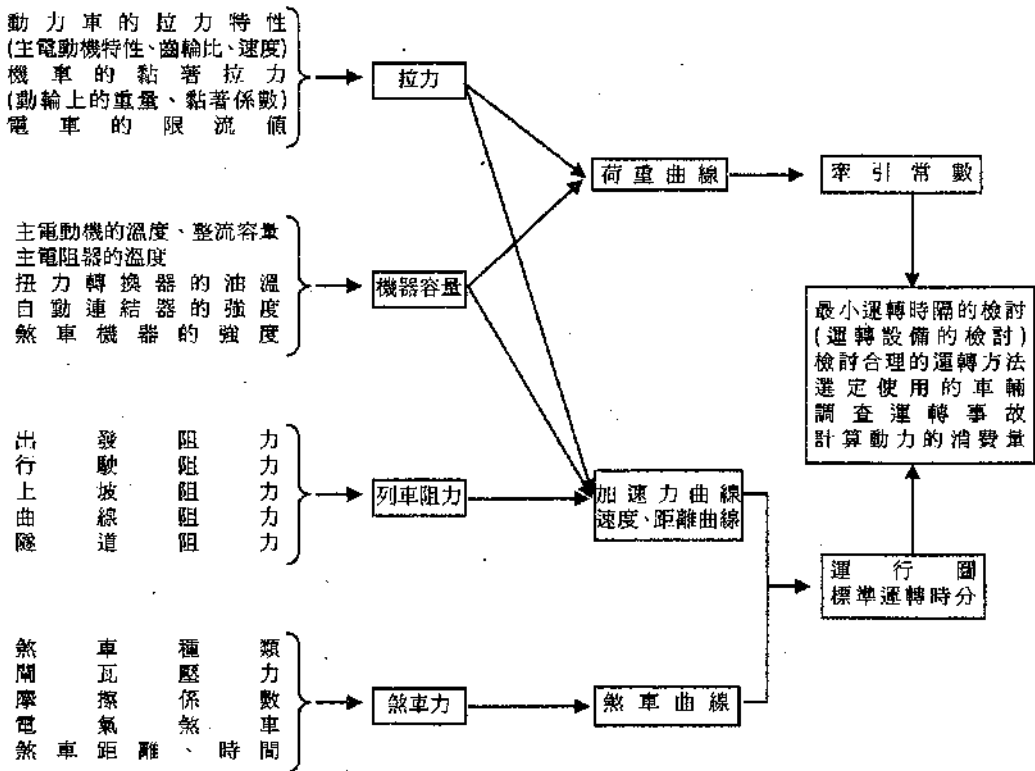 動力車的拉力特性
(主電動機特性、齒輪比、速度)
機車的黏著拉力
(動輪上的重量、黏著係數)
電車的限流值
拉力
荷重曲線
牽引常數
主電動機的溫度、整流容量
主電阻器的溫度
扭力轉換器的油溫
自動連結器的強度
煞車機器的強度
機器容量
最小運轉時隔的檢討
(運轉設備的檢討)
檢討合理的運轉方法
選定使用的車輛
調查運轉事故
計算動力的消費量
出發阻力
行駛阻力
上坡阻力
曲線阻力
隧道阻力
列車阻力
加速力曲線
速度、距離曲線
運行圖
標準運轉時分
煞車種類
閘瓦壓力
摩擦係數
電氣煞車
煞車距離、時間
煞車力
煞車曲線